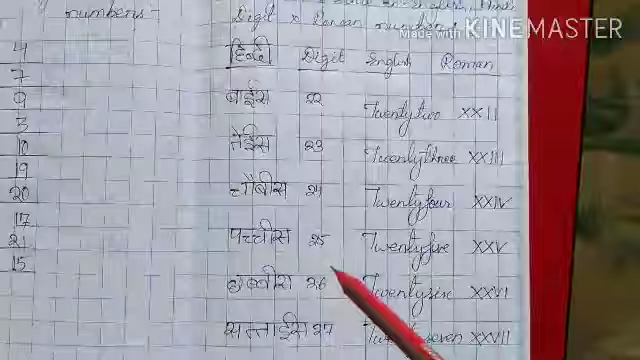 numbers -
Digit & Roman numbers
Made with
KINEMASTER
हिन्दी Digit English Roman
4
7
9
3
10
19
20
17
21
15
बाईस 22 Twentytwo XXII
तेईस 23 Twentythree XXIII
चौबीस 24 Twentyfour XXIV
पच्चीस 25 Twentyfive XXV
छब्बीस 26 Twentysix XXVI
सत्ताईस 27 seven XXVII